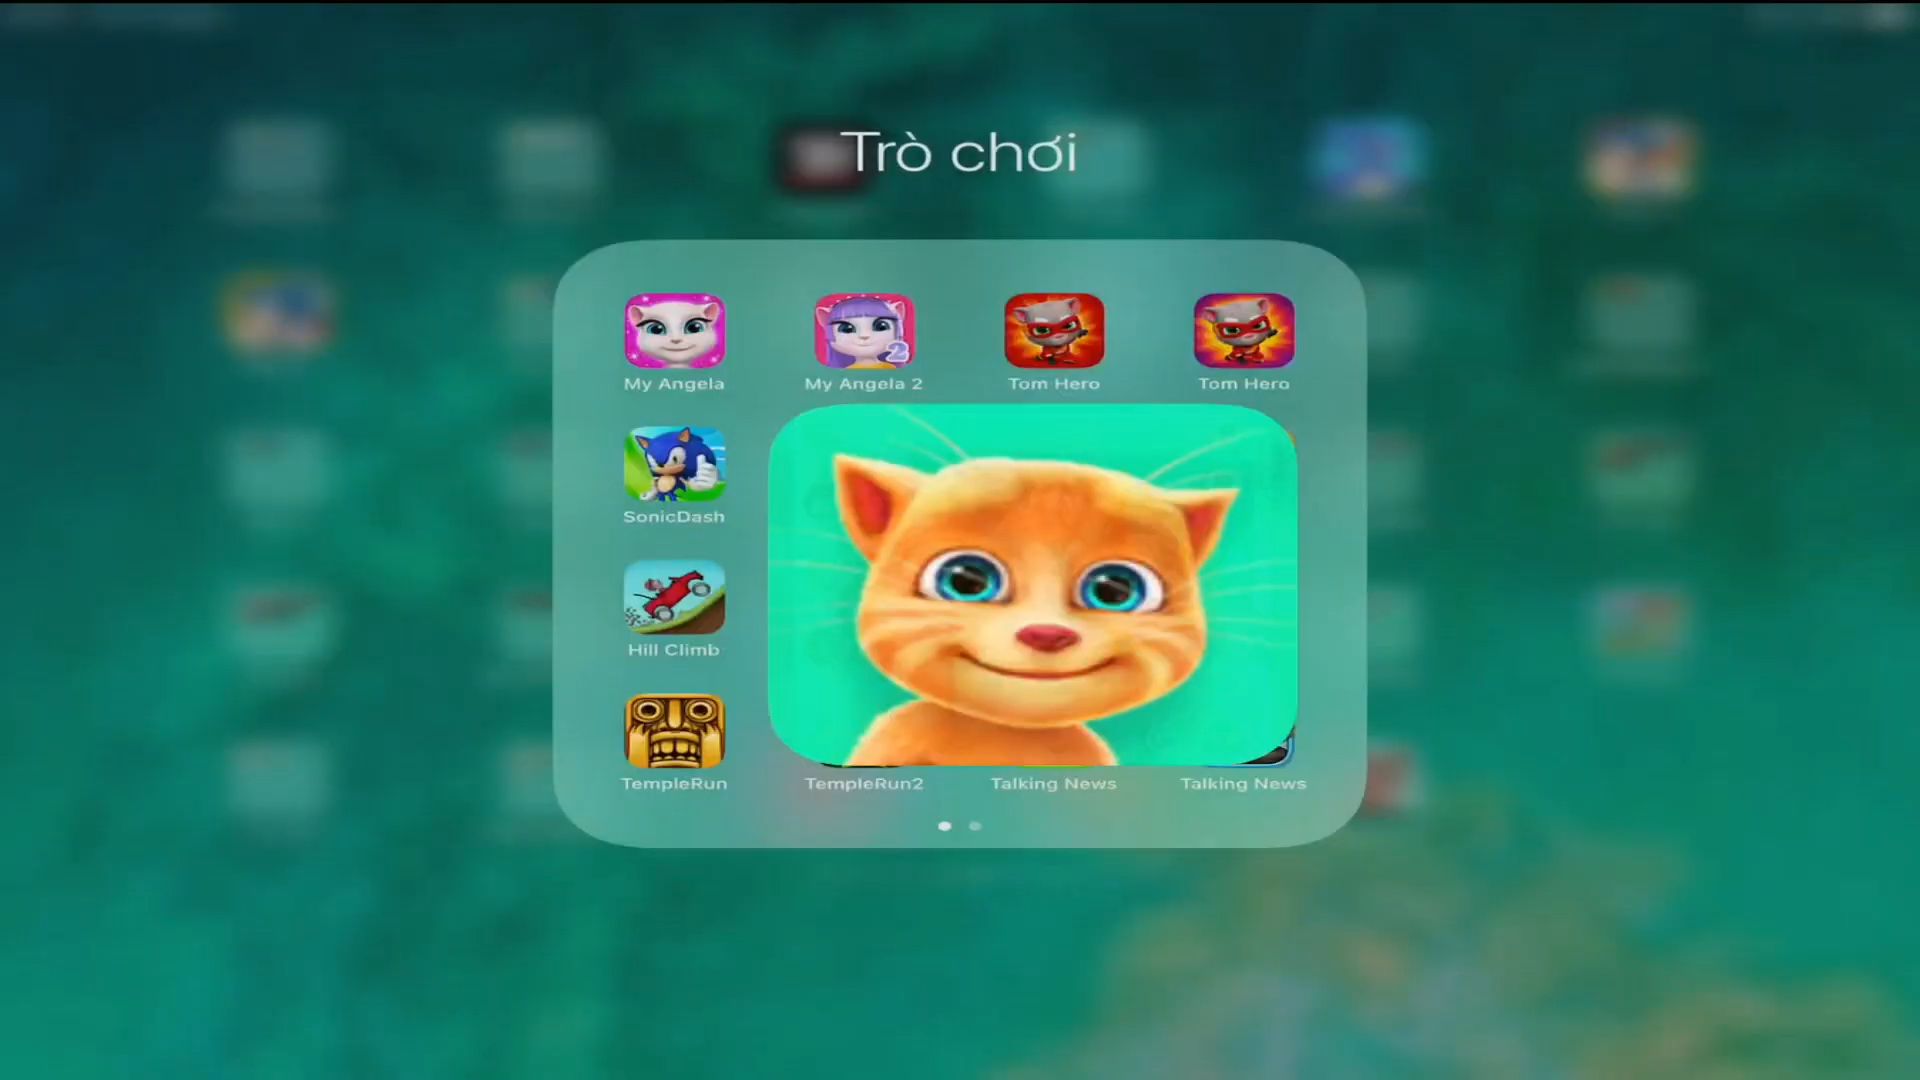 Trò chơi
My Angela
My Angela 2
Tom Hero
Tom Hero
2
SonicDash
Hill Climb
TempleRun
TempleRun2
Talking News
Talking News